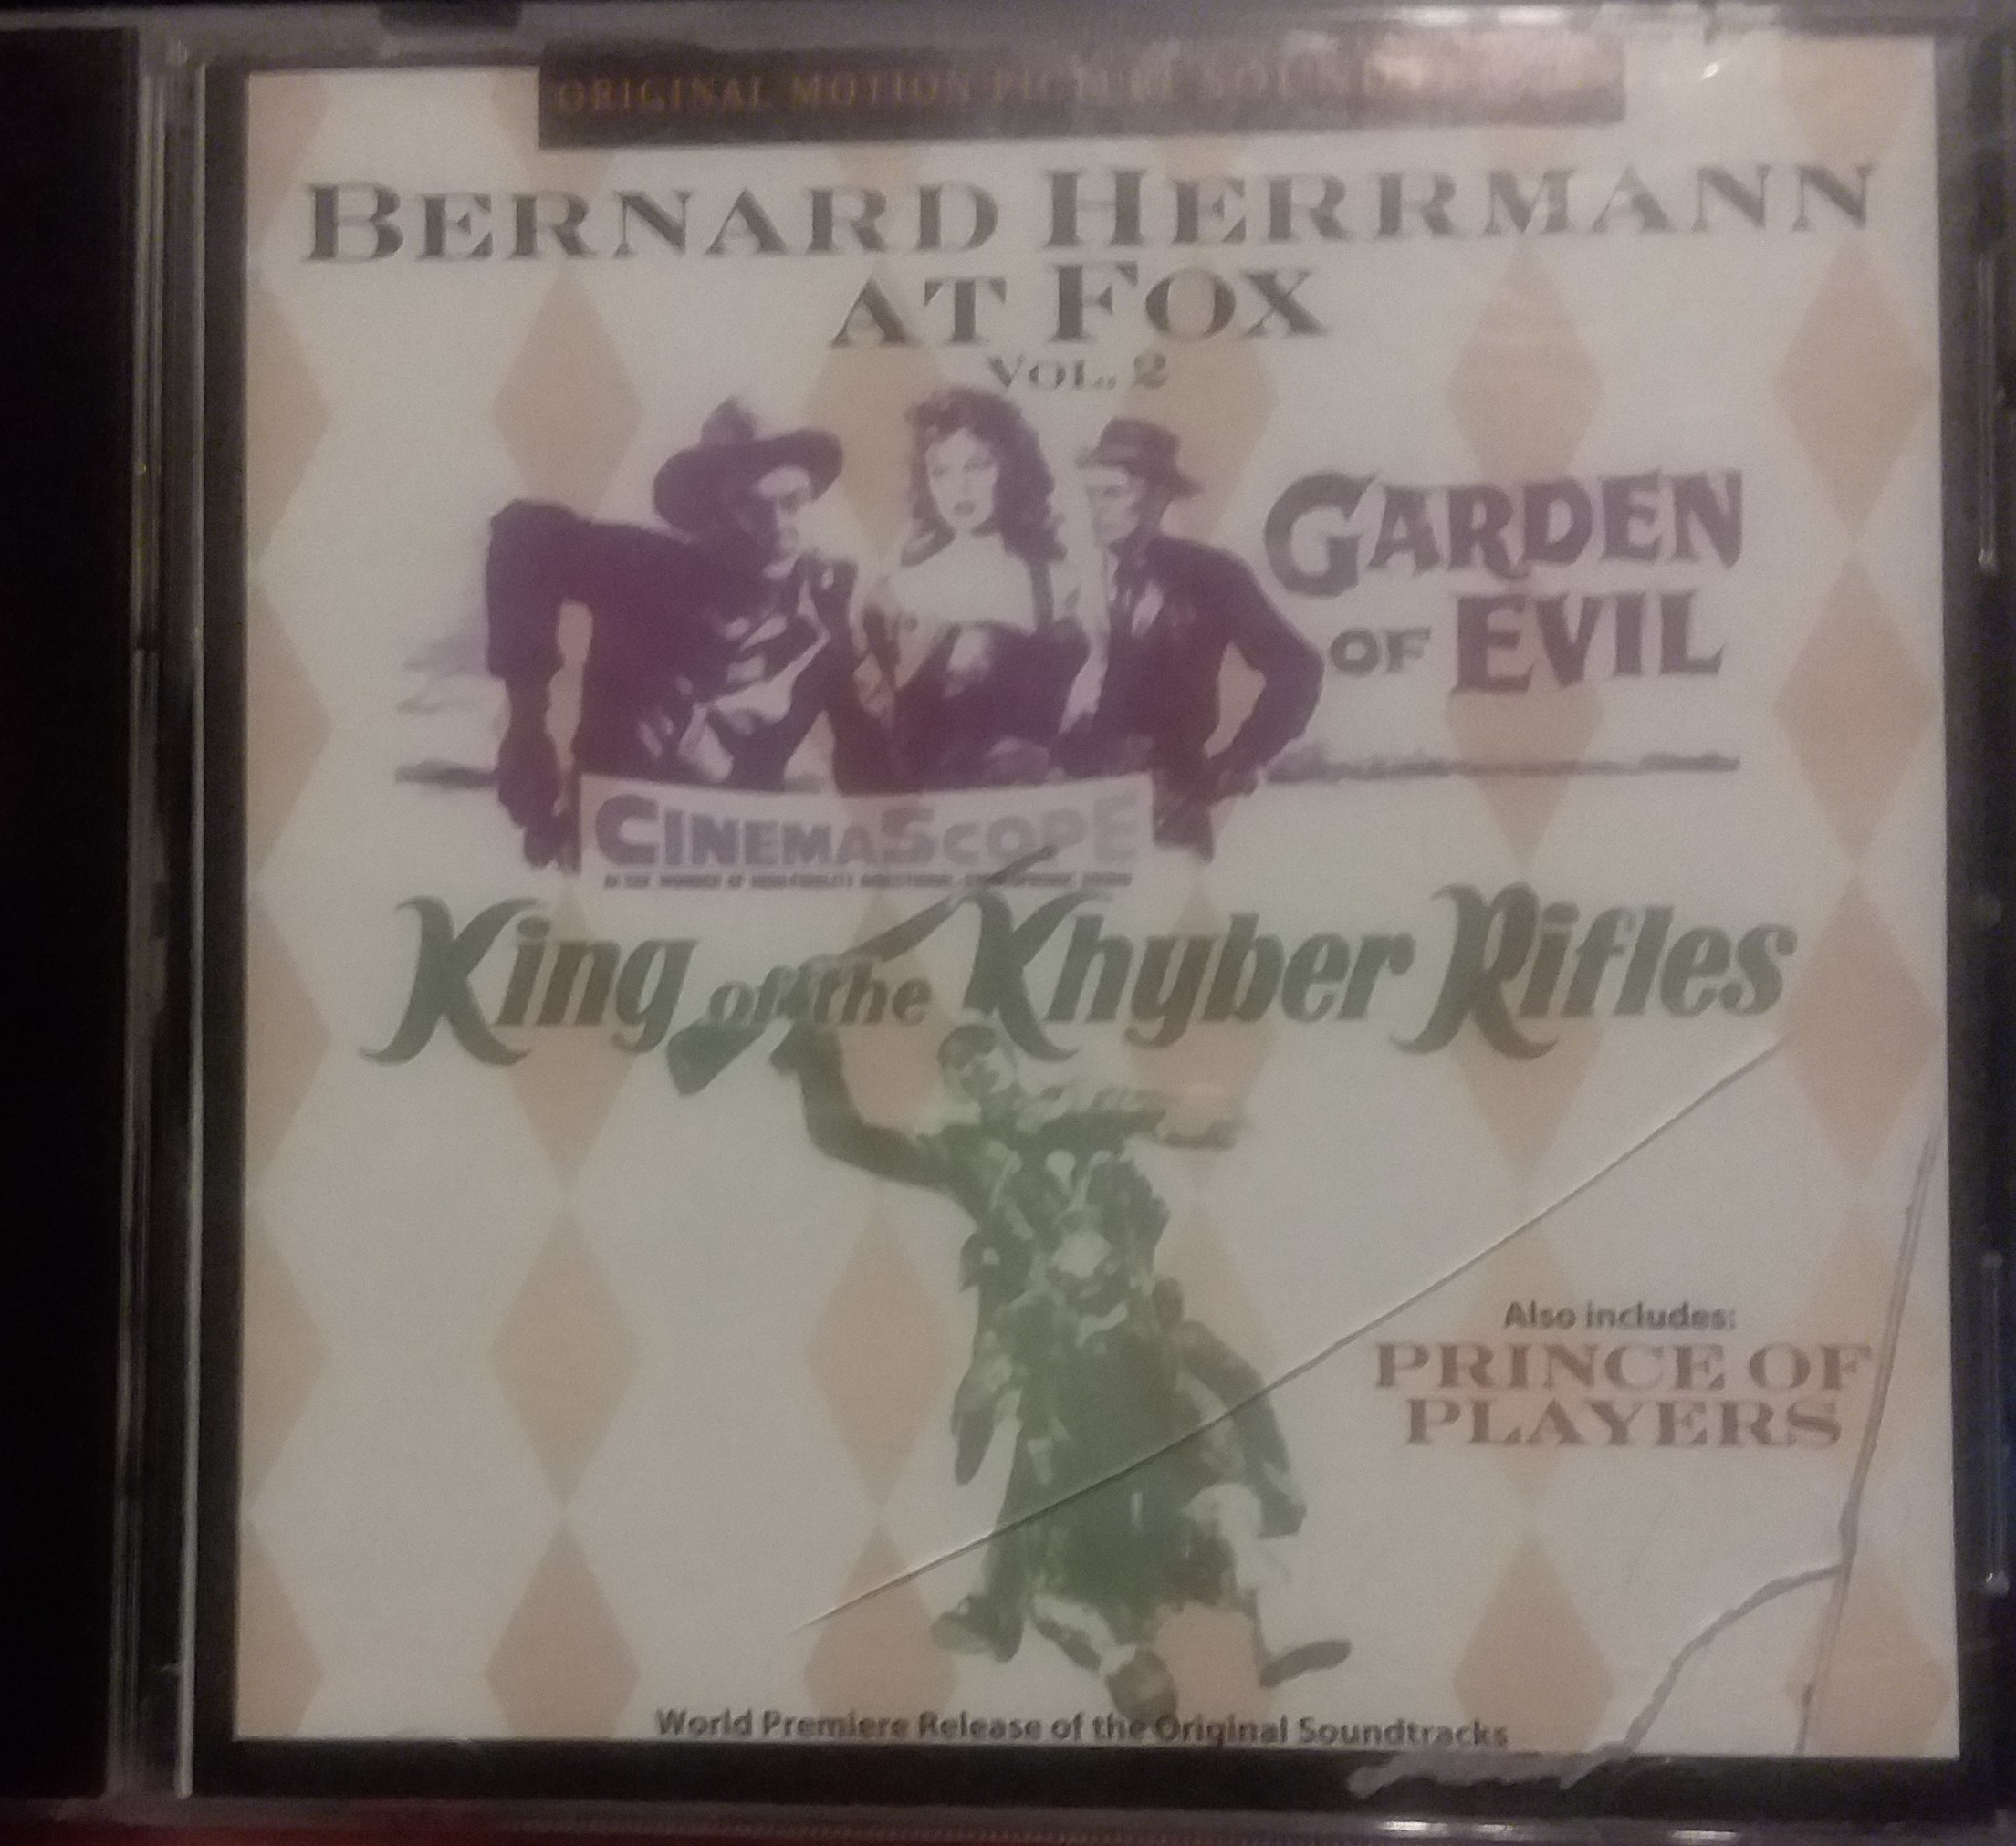 ORIGINAL MOTION PICTURE
BERNARD HERRMANN
AT FOX
VOL. 2
GARDEN
OF EVIL
CINEMASCOPE
King of the Khyber Rifles
Also includes:
PRINCE OF
PLAYERS
World Premiere Release of the Original Soundtracks